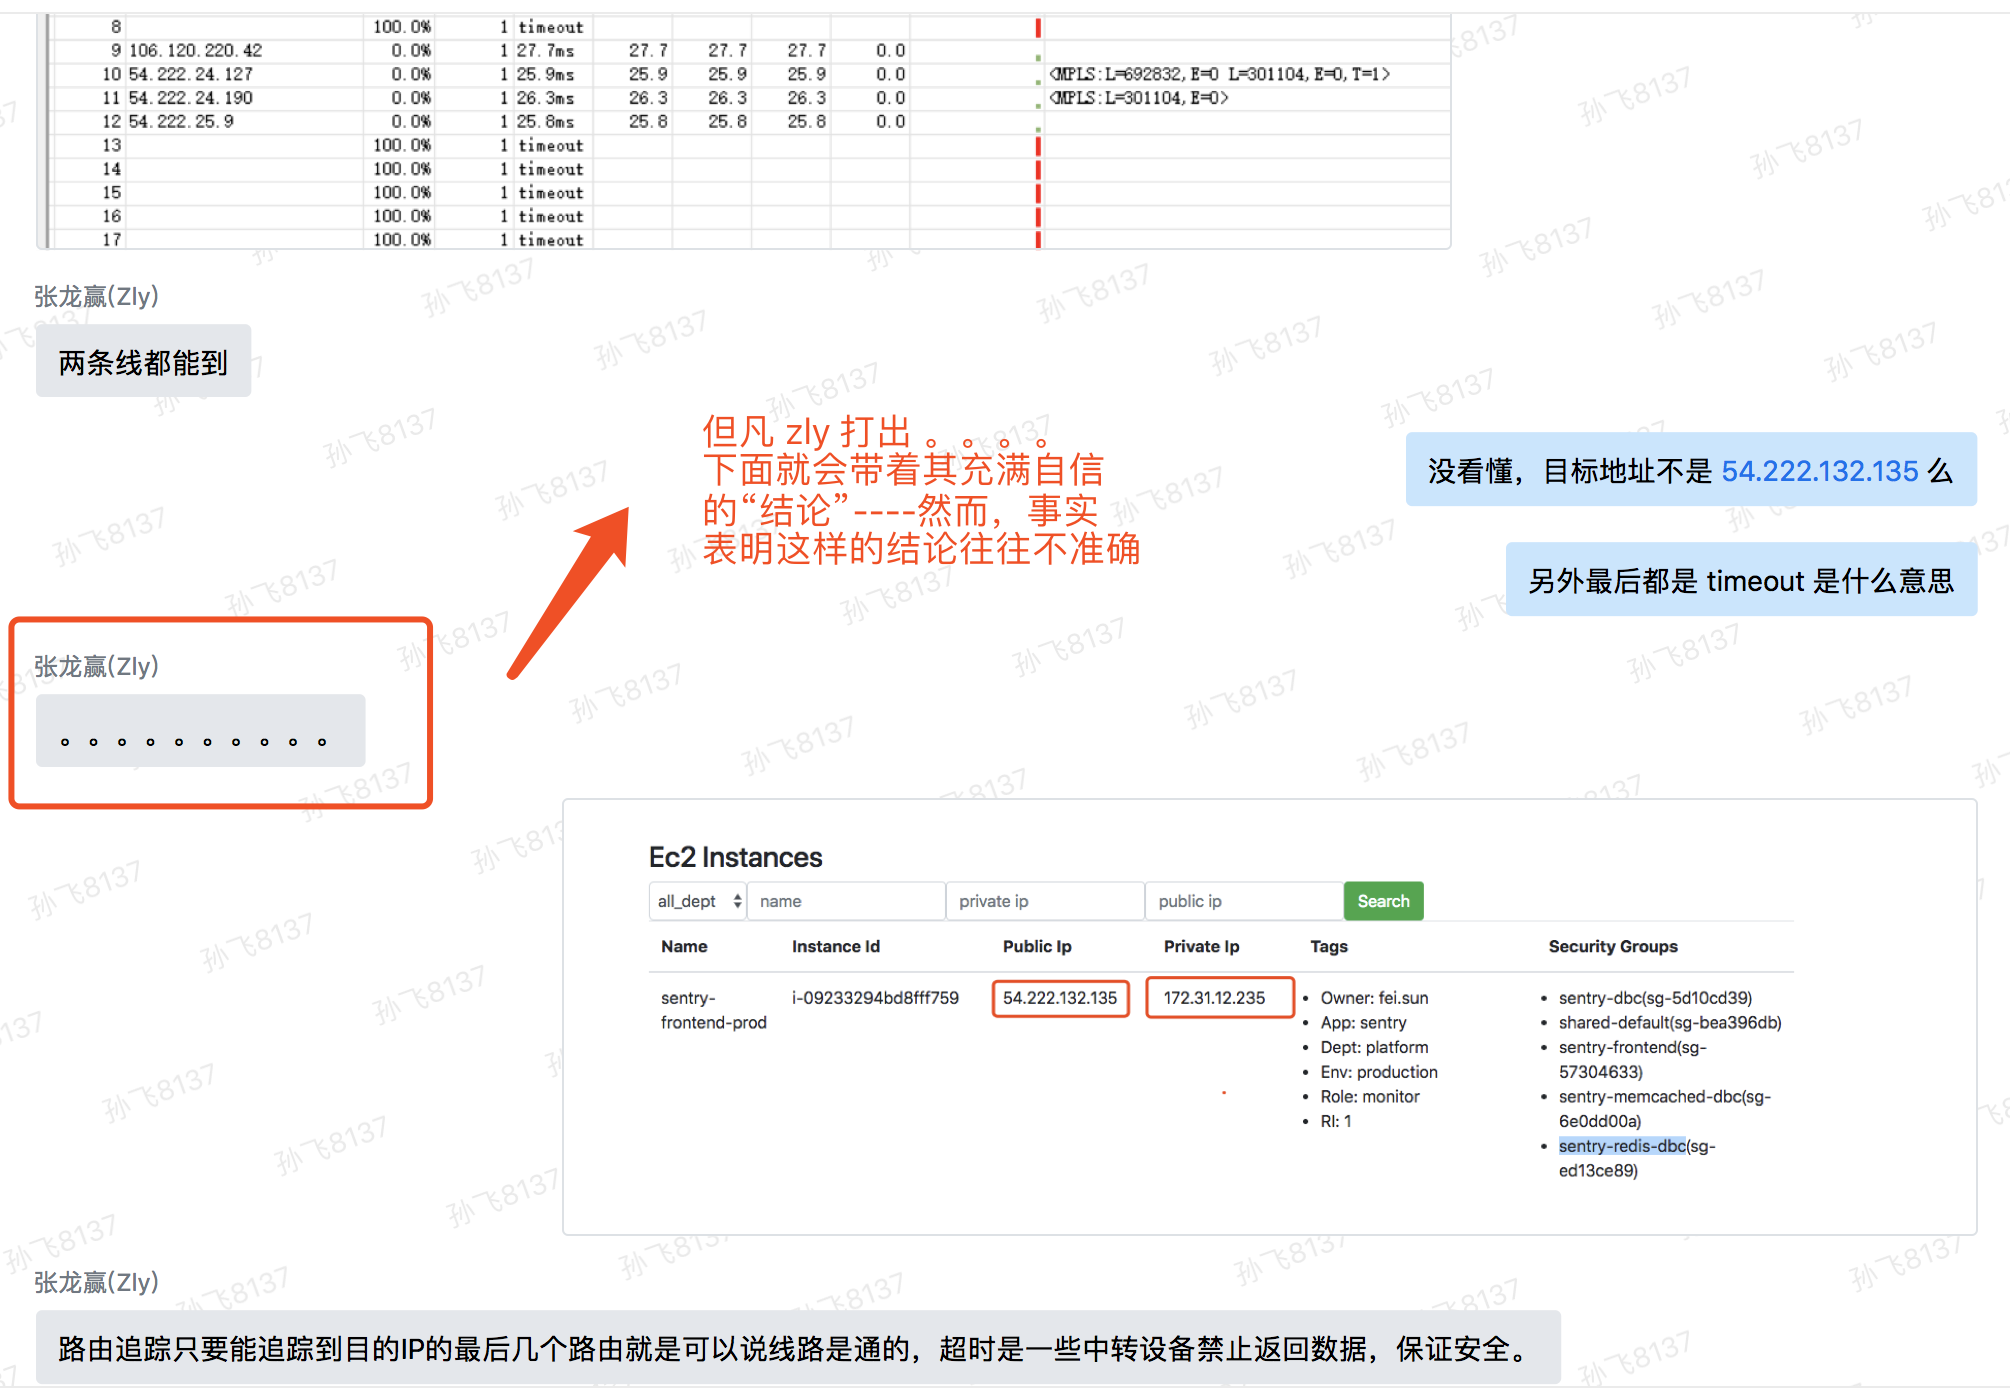 8 100.0% 1 timeout
9 106.120.220.42 0.0% 1 27.7ms 27.7 27.7 27.7 0.0
10 54.222.24.127 0.0% 1 25.9ms 25.9 25.9 25.9 0.0 <MPLS:L=692832,E=0 L=301104,E=0,T=1>
11 54.222.24.190 0.0% 1 26.3ms 26.3 26.3 26.3 0.0 <MPLS:L=301104,E=0>
12 54.222.25.9 0.0% 1 25.8ms 25.8 25.8 25.8 0.0
13 100.0% 1 timeout
14 100.0% 1 timeout
15 100.0% 1 timeout
16 100.0% 1 timeout
17 100.0% 1 timeout
张龙赢(Zly)
两条线都能到
但凡 zly 打出 。。。。
下面就会带着其充满自信
的“结论”----然而，事实
表明这样的结论往往不准确
没看懂，目标地址不是 54.222.132.135 么
另外最后都是 timeout 是什么意思
张龙赢(Zly)
。。。。。。。。。。
Ec2 Instances
all_dept name private ip public ip Search
Name Instance Id Public Ip Private Ip Tags Security Groups
sentry-frontend-prod i-09233294bd8fff759 54.222.132.135 172.31.12.235
• Owner: fei.sun
• App: sentry
• Dept: platform
• Env: production
• Role: monitor
• RI: 1
• sentry-dbc(sg-5d10cd39)
• shared-default(sg-bea396db)
• sentry-frontend(sg-
57304633)
• sentry-memcached-dbc(sg-
6e0dd00a)
• sentry-redis-dbc(sg-
ed13ce89)
张龙赢(Zly)
路由追踪只要能追踪到目的IP的最后几个路由就是可以说线路是通的，超时是一些中转设备禁止返回数据，保证安全。
孙飞8137